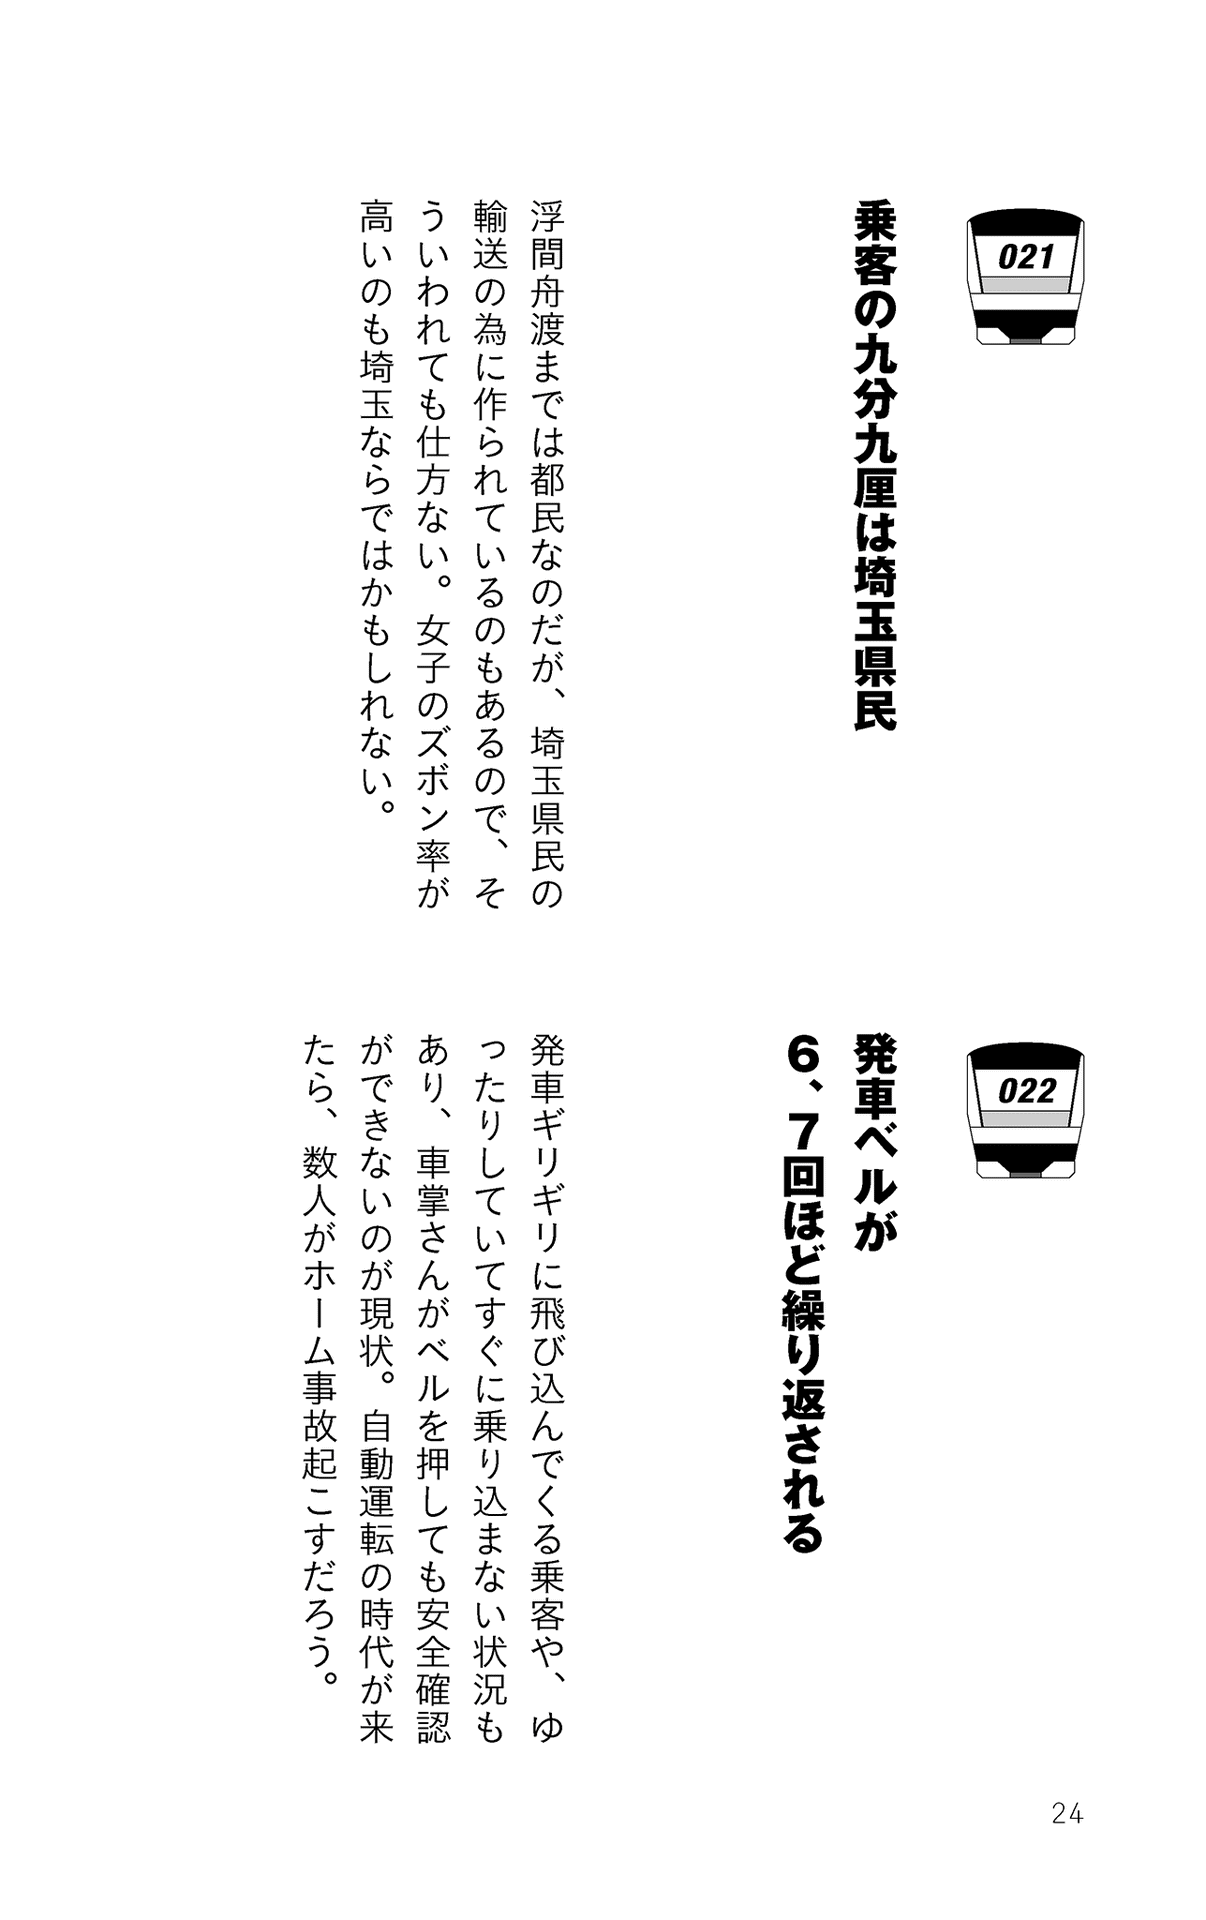 021
乗客の九分九厘は埼玉県民
浮間舟渡までは都民なのだが、埼玉県民の
輸送の為に作られているのもあるので、そ
ういわれても仕方ない。女子のズボン率が
高いのも埼玉ならではかもしれない。
022
発車ベルが
6、7回ほど繰り返される
発車ギリギリに飛び込んでくる乗客や、ゆ
ったりしていてすぐに乗り込まない状況も
あり、車掌さんがベルを押しても安全確認
ができないのが現状。自動運転の時代が来
たら、数人がホーム事故起こすだろう。
24